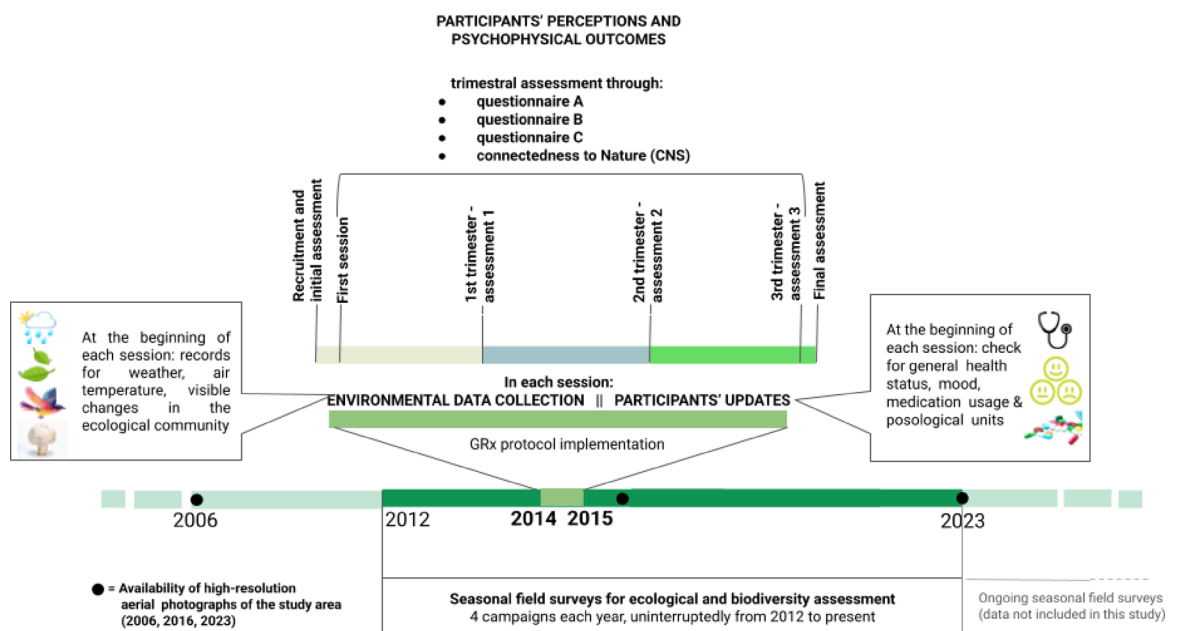 PARTICIPANTS' PERCEPTIONS AND
PSYCHOPHYSICAL OUTCOMES
trimestral assessment through:
● questionnaire A
● questionnaire B
● questionnaire C
● connectedness to Nature (CNS)
Recruitment and
initial assessment
First session
1st trimester -
assessment 1
2nd trimester -
assessment 2
3rd trimester -
assessment 3
Final assessment
At the beginning of
each session: records
for weather, air
temperature, visible
changes in the
ecological community
At the beginning of
each session: check
for general health
status, mood,
medication usage &
posological units
In each session:
ENVIRONMENTAL DATA COLLECTION || PARTICIPANTS' UPDATES
GRx protocol implementation
2006
2012
2014
2015
2023
● = Availability of high-resolution
aerial photographs of the study area
(2006, 2016, 2023)
Seasonal field surveys for ecological and biodiversity assessment
4 campaigns each year, uninterruptedly from 2012 to present
Ongoing seasonal field surveys
(data not included in this study)